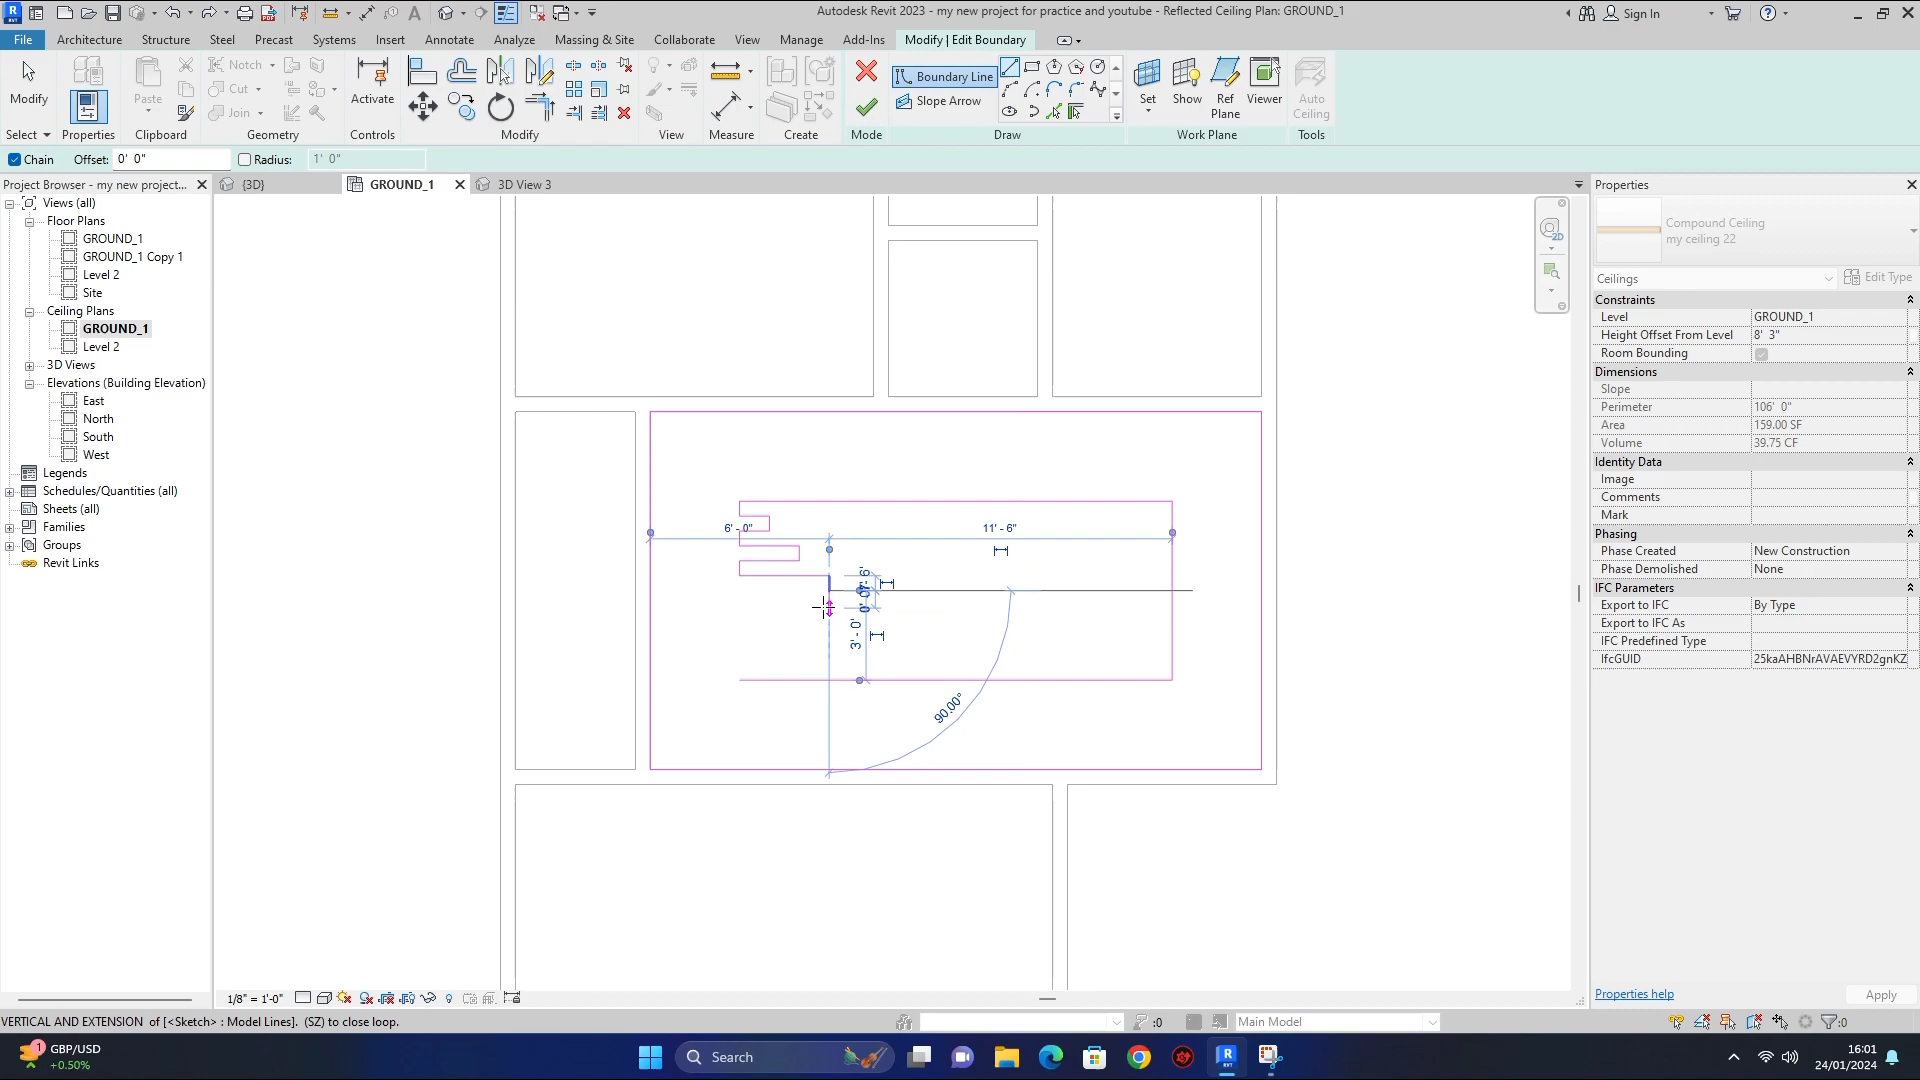 Autodesk Revit 2023 - my new project for practice and youtube - Reflected Ceiling Plan: GROUND_1
Sign In
File Architecture Structure Steel Precast Systems Insert Annotate Analyze Massing & Site Collaborate View Manage Add-Ins Modify | Edit Boundary
Modify
Paste
Notch
Cut
Join
Activate
Boundary Line
Slope Arrow
Set
Show
Ref Plane
Viewer
Auto Ceiling
Select Properties Clipboard Geometry Controls Modify View Measure Create Mode Draw Work Plane Tools
Chain Offset: 0' 0" Radius: 1' 0"
Project Browser - my new project...
{3D}
GROUND_1
3D View 3
Views (all)
Floor Plans
GROUND_1
GROUND_1 Copy 1
Level 2
Site
Ceiling Plans
GROUND_1
Level 2
3D Views
Elevations (Building Elevation)
East
North
South
West
Legends
Schedules/Quantities (all)
Sheets (all)
Families
Groups
Revit Links
6' - 0"
11' - 6"
3' - 0'
90.00°
2D
Properties
Compound Ceiling
my ceiling 22
Ceilings
Edit Type
Constraints
Level GROUND_1
Height Offset From Level 8' 3"
Room Bounding
Dimensions
Slope
Perimeter 106' 0"
Area 159.00 SF
Volume 39.75 CF
Identity Data
Image
Comments
Mark
Phasing
Phase Created New Construction
Phase Demolished None
IFC Parameters
Export to IFC By Type
Export to IFC As
IFC Predefined Type
IfcGUID 25kaAHBNrAVAEVYRD2gnKZ
Properties help
Apply
1/8" = 1'-0"
VERTICAL AND EXTENSION of [<Sketch> : Model Lines]. (SZ) to close loop.
:0
Main Model
:0
1
GBP/USD
+0.50%
Search
16:01
24/01/2024